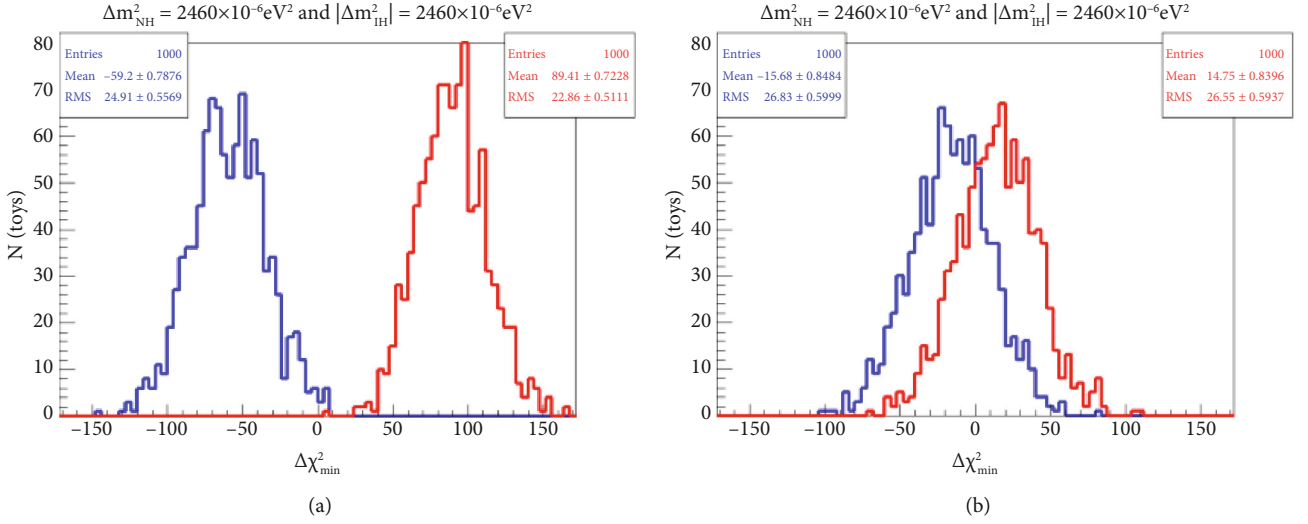 Δm²NH = 2460×10⁻⁶eV² and |Δm²IH| = 2460×10⁻⁶eV²
Entries 1000
Mean −59.2 ± 0.7876
RMS 24.91 ± 0.5569
Entries 1000
Mean 89.41 ± 0.7228
RMS 22.86 ± 0.5111
N (toys)
80
70
60
50
40
30
20
10
0
−150 −100 −50 0 50 100 150
Δχ²min
(a)
Δm²NH = 2460×10⁻⁶eV² and |Δm²IH| = 2460×10⁻⁶eV²
Entries 1000
Mean −15.68 ± 0.8484
RMS 26.83 ± 0.5999
Entries 1000
Mean 14.75 ± 0.8396
RMS 26.55 ± 0.5937
N (toys)
80
70
60
50
40
30
20
10
0
−150 −100 −50 0 50 100 150
Δχ²min
(b)